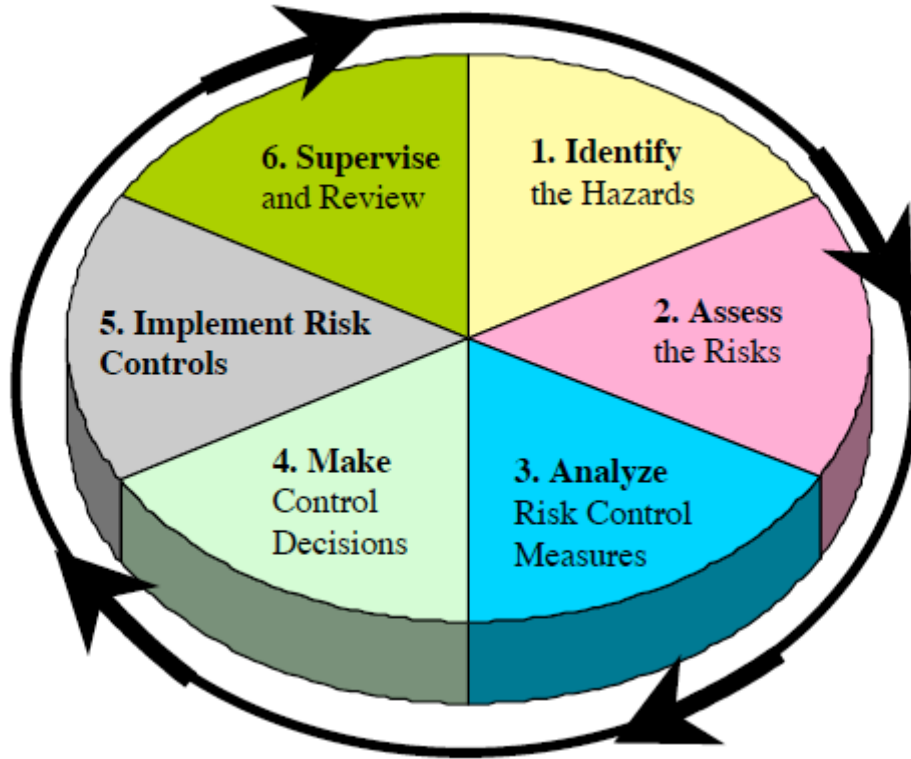 1. Identify
the Hazards
2. Assess
the Risks
3. Analyze
Risk Control
Measures
4. Make
Control
Decisions
5. Implement Risk
Controls
6. Supervise
and Review